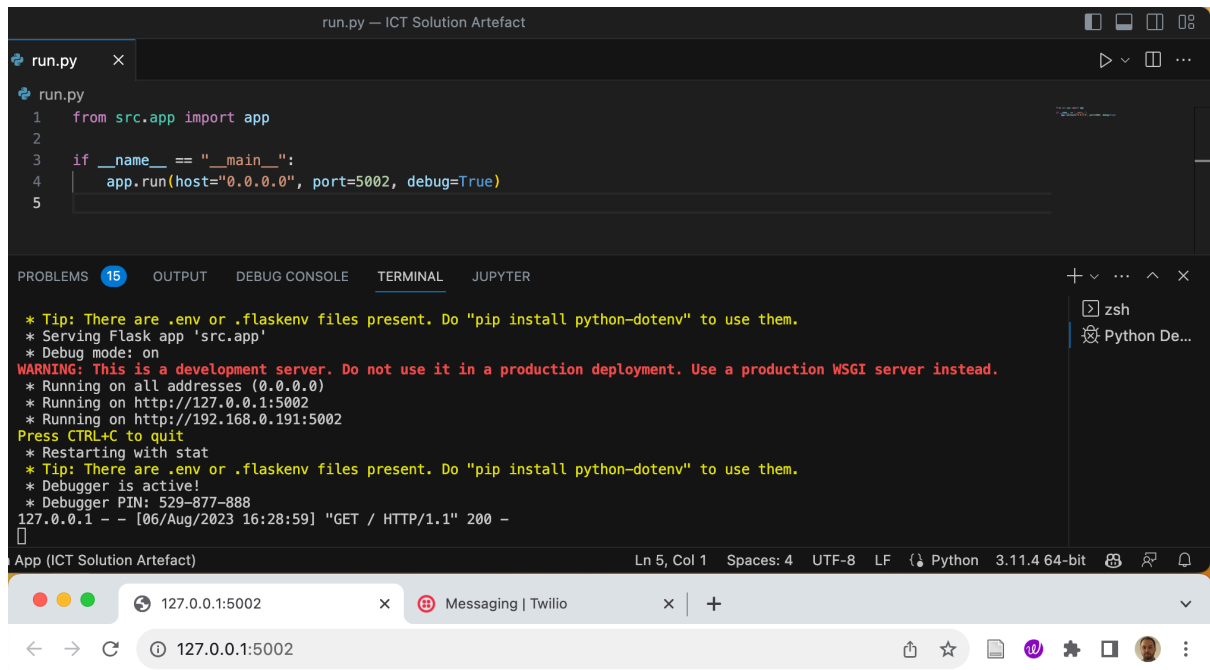 run.py — ICT Solution Artefact
run.py
run.py
1 from src.app import app
2
3 if __name__ == "__main__":
4 app.run(host="0.0.0.0", port=5002, debug=True)
5
PROBLEMS 15 OUTPUT DEBUG CONSOLE TERMINAL JUPYTER
zsh
Python De...
* Tip: There are .env or .flaskenv files present. Do "pip install python-dotenv" to use them.
* Serving Flask app 'src.app'
* Debug mode: on
WARNING: This is a development server. Do not use it in a production deployment. Use a production WSGI server instead.
* Running on all addresses (0.0.0.0)
* Running on http://127.0.0.1:5002
* Running on http://192.168.0.191:5002
Press CTRL+C to quit
* Restarting with stat
* Tip: There are .env or .flaskenv files present. Do "pip install python-dotenv" to use them.
* Debugger is active!
* Debugger PIN: 529-877-888
127.0.0.1 - - [06/Aug/2023 16:28:59] "GET / HTTP/1.1" 200 -
App (ICT Solution Artefact) Ln 5, Col 1 Spaces: 4 UTF-8 LF Python 3.11.4 64-bit
127.0.0.1:5002 Messaging | Twilio
127.0.0.1:5002